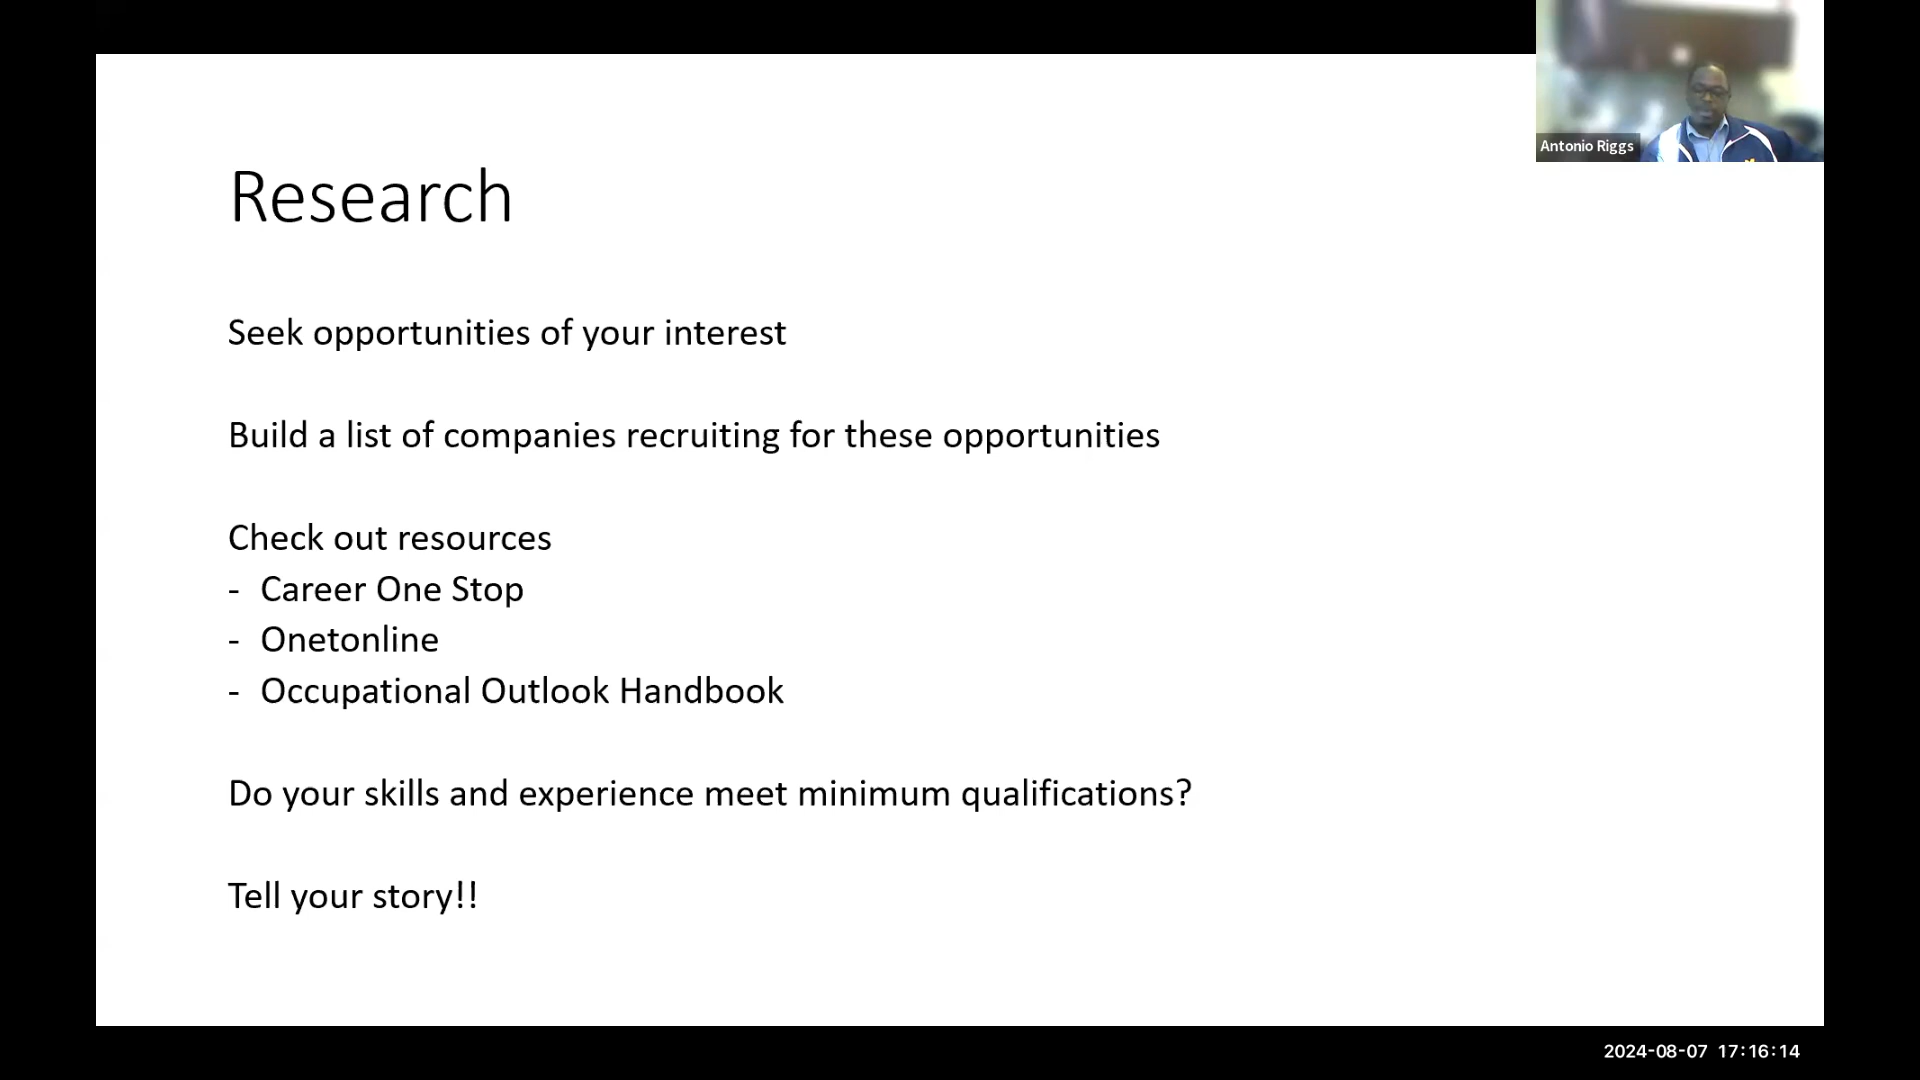 Antonio Riggs
Research
Seek opportunities of your interest
Build a list of companies recruiting for these opportunities
Check out resources
- Career One Stop
- Onetonline
- Occupational Outlook Handbook
Do your skills and experience meet minimum qualifications?
Tell your story!!
2024-08-07 17:16:14